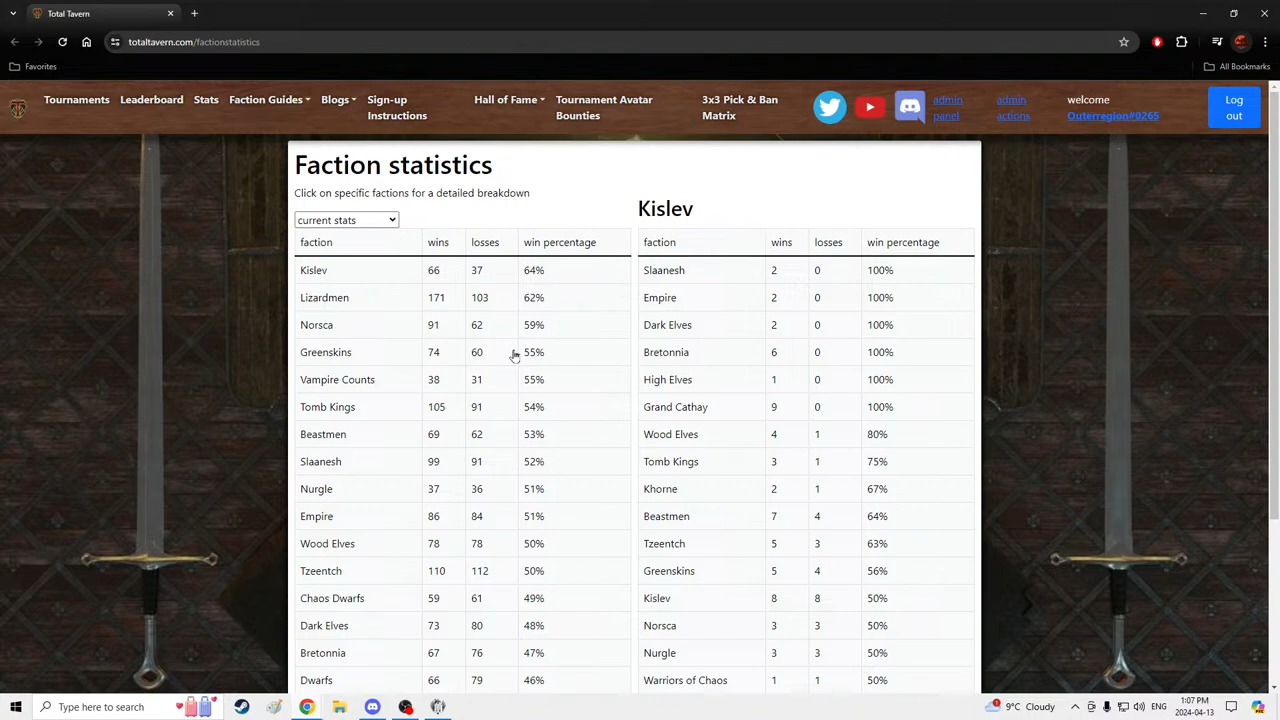 Total Tavern
totaltavern.com/factionstatistics
Favorites
All Bookmarks
Tournaments
Leaderboard
Stats
Faction Guides
Blogs
Sign-up
Instructions
Hall of Fame
Tournament Avatar
Bounties
3x3 Pick & Ban
Matrix
admin
panel
admin
actions
welcome
Outerregion#0265
Log
out
Faction statistics
Click on specific factions for a detailed breakdown
current stats
faction wins losses win percentage
Kislev 66 37 64%
Lizardmen 171 103 62%
Norsca 91 62 59%
Greenskins 74 60 55%
Vampire Counts 38 31 55%
Tomb Kings 105 91 54%
Beastmen 69 62 53%
Slaanesh 99 91 52%
Nurgle 37 36 51%
Empire 86 84 51%
Wood Elves 78 78 50%
Tzeentch 110 112 50%
Chaos Dwarfs 59 61 49%
Dark Elves 73 80 48%
Bretonnia 67 76 47%
Dwarfs 66 79 46%
Kislev
faction wins losses win percentage
Slaanesh 2 0 100%
Empire 2 0 100%
Dark Elves 2 0 100%
Bretonnia 6 0 100%
High Elves 1 0 100%
Grand Cathay 9 0 100%
Wood Elves 4 1 80%
Tomb Kings 3 1 75%
Khorne 2 1 67%
Beastmen 7 4 64%
Tzeentch 5 3 63%
Greenskins 5 4 56%
Kislev 8 8 50%
Norsca 3 3 50%
Nurgle 3 3 50%
Warriors of Chaos 1 1 50%
Type here to search
9°C Cloudy
ENG
1:07 PM
2024-04-13